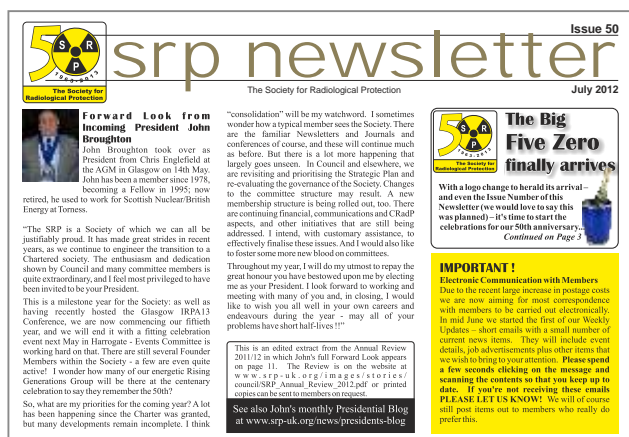 50
S
R
P
1963-2013
The Society for
Radiological Protection
srp newsletter
Issue 50
The Society for Radiological Protection
July 2012
Forward Look from
Incoming President John
Broughton
John Broughton took over as
President from Chris Englefield at
the AGM in Glasgow on 14th May.
John has been a member since 1978,
becoming a Fellow in 1995; now
retired, he used to work for Scottish Nuclear/British
Energy at Torness.
“The SRP is a Society of which we can all be
justifiably proud. It has made great strides in recent
years, as we continue to engineer the transition to a
Chartered society. The enthusiasm and dedication
shown by Council and many committee members is
quite extraordinary, and I feel most privileged to have
been invited to be your President.
This is a milestone year for the Society: as well as
having recently hosted the Glasgow IRPA13
Conference, we are now commencing our fiftieth
year, and we will end it with a fitting celebration
event next May in Harrogate - Events Committee is
working hard on that. There are still several Founder
Members within the Society - a few are even quite
active! I wonder how many of our energetic Rising
Generations Group will be there at the centenary
celebration to say they remember the 50th?
So, what are my priorities for the coming year? A lot
has been happening since the Charter was granted,
but many developments remain incomplete. I think
“consolidation” will be my watchword. I sometimes
wonder how a typical member sees the Society. There
are the familiar Newsletters and Journals and
conferences of course, and these will continue much
as before. But there is a lot more happening that
largely goes unseen. In Council and elsewhere, we
are revisiting and prioritising the Strategic Plan and
re-evaluating the governance of the Society. Changes
to the committee structure may result. A new
membership structure is being rolled out, too. There
are continuing financial, communications and CRadP
aspects, and other initiatives that are still being
addressed. I intend, with customary assistance, to
effectively finalise these issues. And I would also like
to foster some more new blood on committees.
Throughout my year, I will do my utmost to repay the
great honour you have bestowed upon me by electing
me as your President. I look forward to working and
meeting with many of you and, in closing, I would
like to wish you all well in your own careers and
endeavours during the year - may all of your
problems have short half-lives !!”
This is an edited extract from the Annual Review
2011/12 in which John's full Forward Look appears
on page 11. The Review is on the website at
www.srp-uk.org/images/stories/
council/SRP_Annual_Review_2012.pdf or printed
copies can be sent to members on request.
See also John's monthly Presidential Blog
at www.srp-uk.org/news/presidents-blog
50
S
R
P
1963-2013
The Society for
Radiological Protection
The Big
Five Zero
finally arrives
With a logo change to herald its arrival –
and even the Issue Number of this
Newsletter (we would love to say this
was planned) – it's time to start the
celebrations for our 50th anniversary...
Continued on Page 3
IMPORTANT !
Electronic Communication with Members
Due to the recent large increase in postage costs
we are now aiming for most correspondence
with members to be carried out electronically.
In mid June we started the first of our Weekly
Updates – short emails with a small number of
current news items. They will include event
details, job advertisements plus other items that
we wish to bring to your attention. Please spend
a few seconds clicking on the message and
scanning the contents so that you keep up to
date. If you're not receiving these emails
PLEASE LET US KNOW! We will of course
still post items out to members who really do
prefer this.